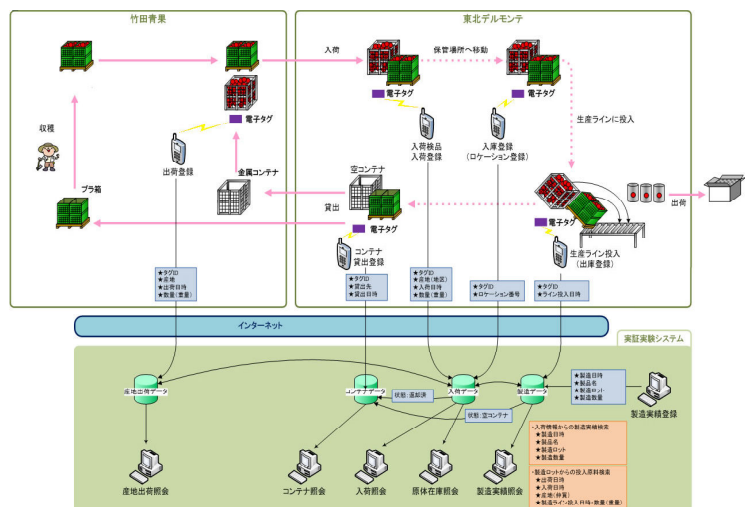 竹田青果
東北デルモンテ
入荷
保管場所へ移動
電子タグ
電子タグ
電子タグ
生産ラインに投入
収穫
出荷登録
入荷検品
入荷登録
入庫登録
(ロケーション登録)
金属コンテナ
空コンテナ
プラ箱
貸出
出荷
電子タグ
電子タグ
コンテナ
貸出登録
生産ライン投入
(出庫登録)
★タグID
★産地
★出荷日時
★数量(重量)
★タグID
★貸出先
★貸出日時
★タグID
★産地(地区)
★入荷日時
★数量(重量)
★タグID
★ロケーション番号
★タグID
★ライン投入日時
インターネット
実証実験システム
産地出荷データ
コンテナデータ
入荷データ
製造データ
状態:返却済
状態:空コンテナ
★製造日時
★製品名
★製造ロット
★製造数量
製造実績登録
・入荷情報からの製造実績検索
★製造日時
★製品名
★製造ロット
★製造数量
・製造ロットからの投入原料検索
★出荷日時
★入荷日時
★産地(仲買)
★製造ライン投入日時・数量(重量)
産地出荷照会
コンテナ照会
入荷照会
原体在庫照会
製造実績照会